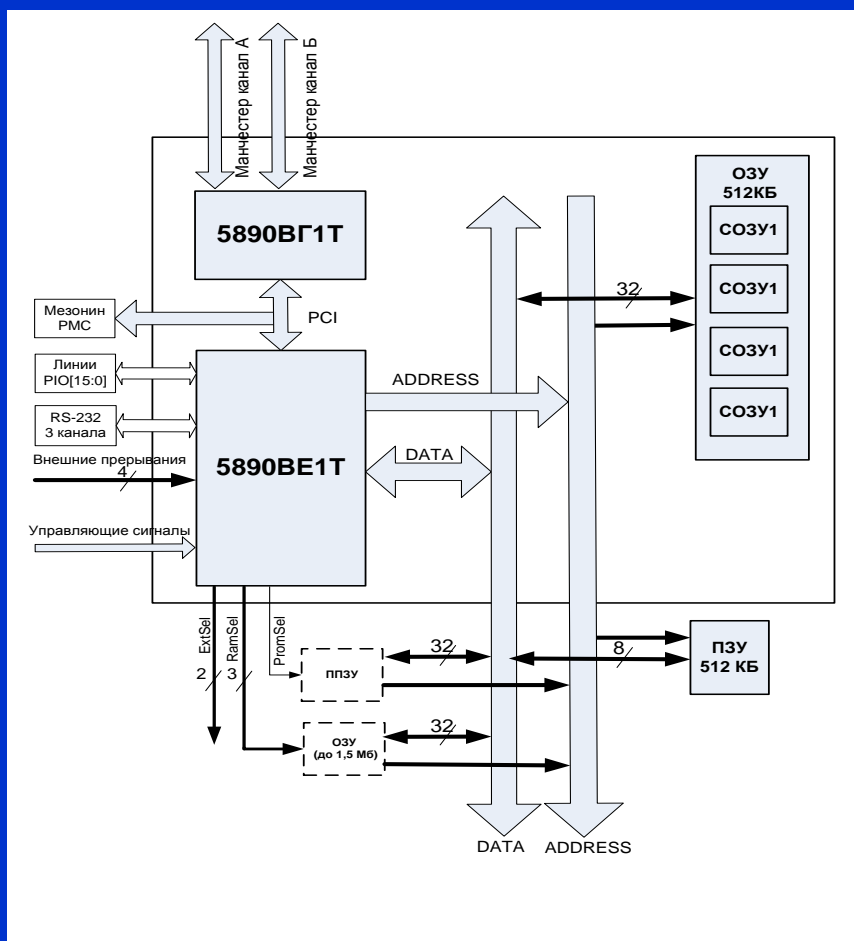 Манчестер канал А
Манчестер канал Б
5890ВГ1Т
ОЗУ
512КБ
СОЗУ1
СОЗУ1
СОЗУ1
СОЗУ1
32
Мезонин
PMC
PCI
Линии
PIO[15:0]
RS-232
3 канала
ADDRESS
DATA
5890ВЕ1Т
Внешние прерывания
4
Управляющие сигналы
ExtSel
RamSel
PromSel
2
3
ППЗУ
32
8
ПЗУ
512 КБ
ОЗУ
(до 1,5 Мб)
32
DATA
ADDRESS